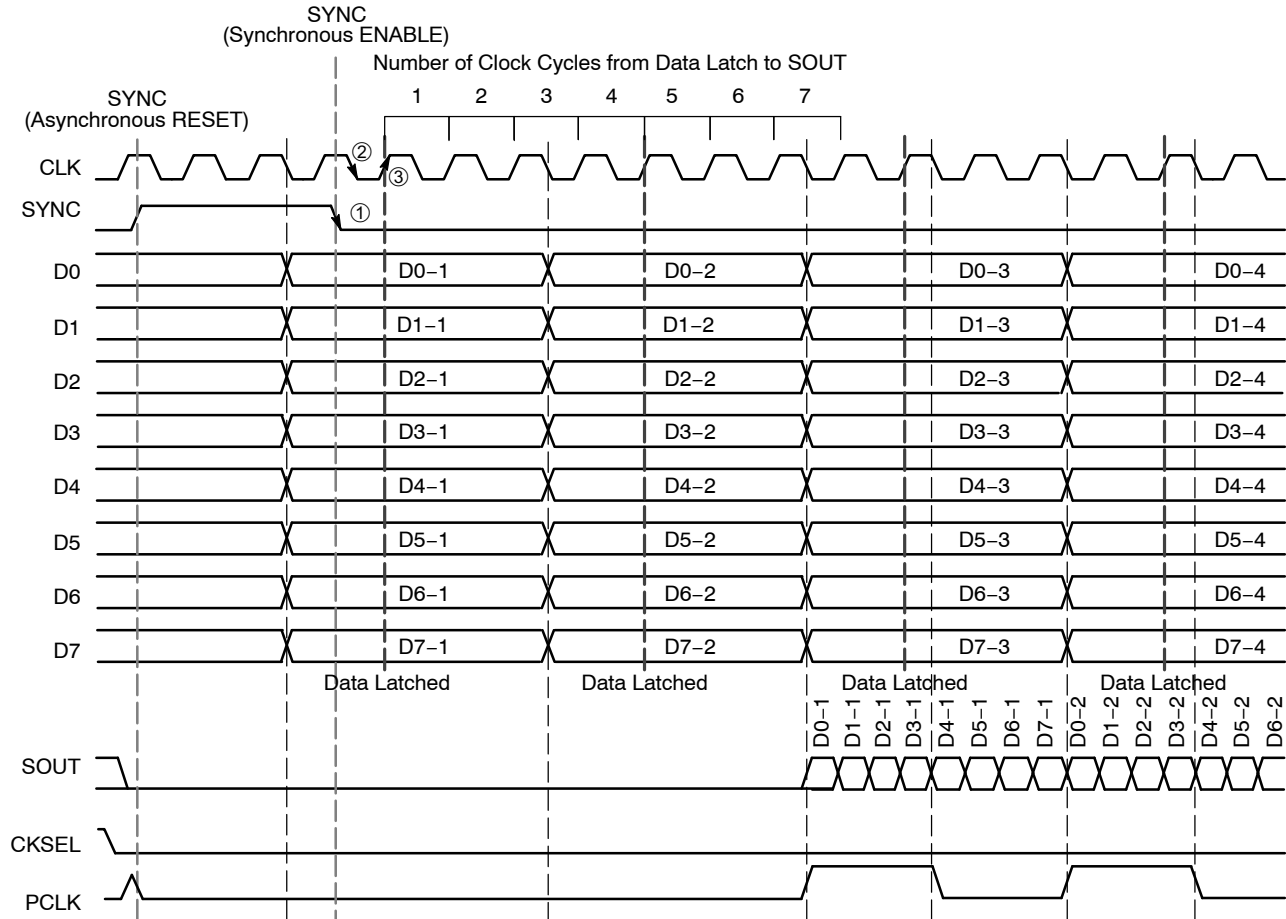 SYNC
(Synchronous ENABLE)
Number of Clock Cycles from Data Latch to SOUT
SYNC
(Asynchronous RESET)
1 2 3 4 5 6 7
CLK ② ③
SYNC ①
D0 D0−1 D0−2 D0−3 D0−4
D1 D1−1 D1−2 D1−3 D1−4
D2 D2−1 D2−2 D2−3 D2−4
D3 D3−1 D3−2 D3−3 D3−4
D4 D4−1 D4−2 D4−3 D4−4
D5 D5−1 D5−2 D5−3 D5−4
D6 D6−1 D6−2 D6−3 D6−4
D7 D7−1 D7−2 D7−3 D7−4
Data Latched Data Latched Data Latched Data Latched
D0−1 D1−1 D2−1 D3−1 D4−1 D5−1 D6−1 D7−1 D0−2 D1−2 D2−2 D3−2 D4−2 D5−2 D6−2
SOUT
CKSEL
PCLK